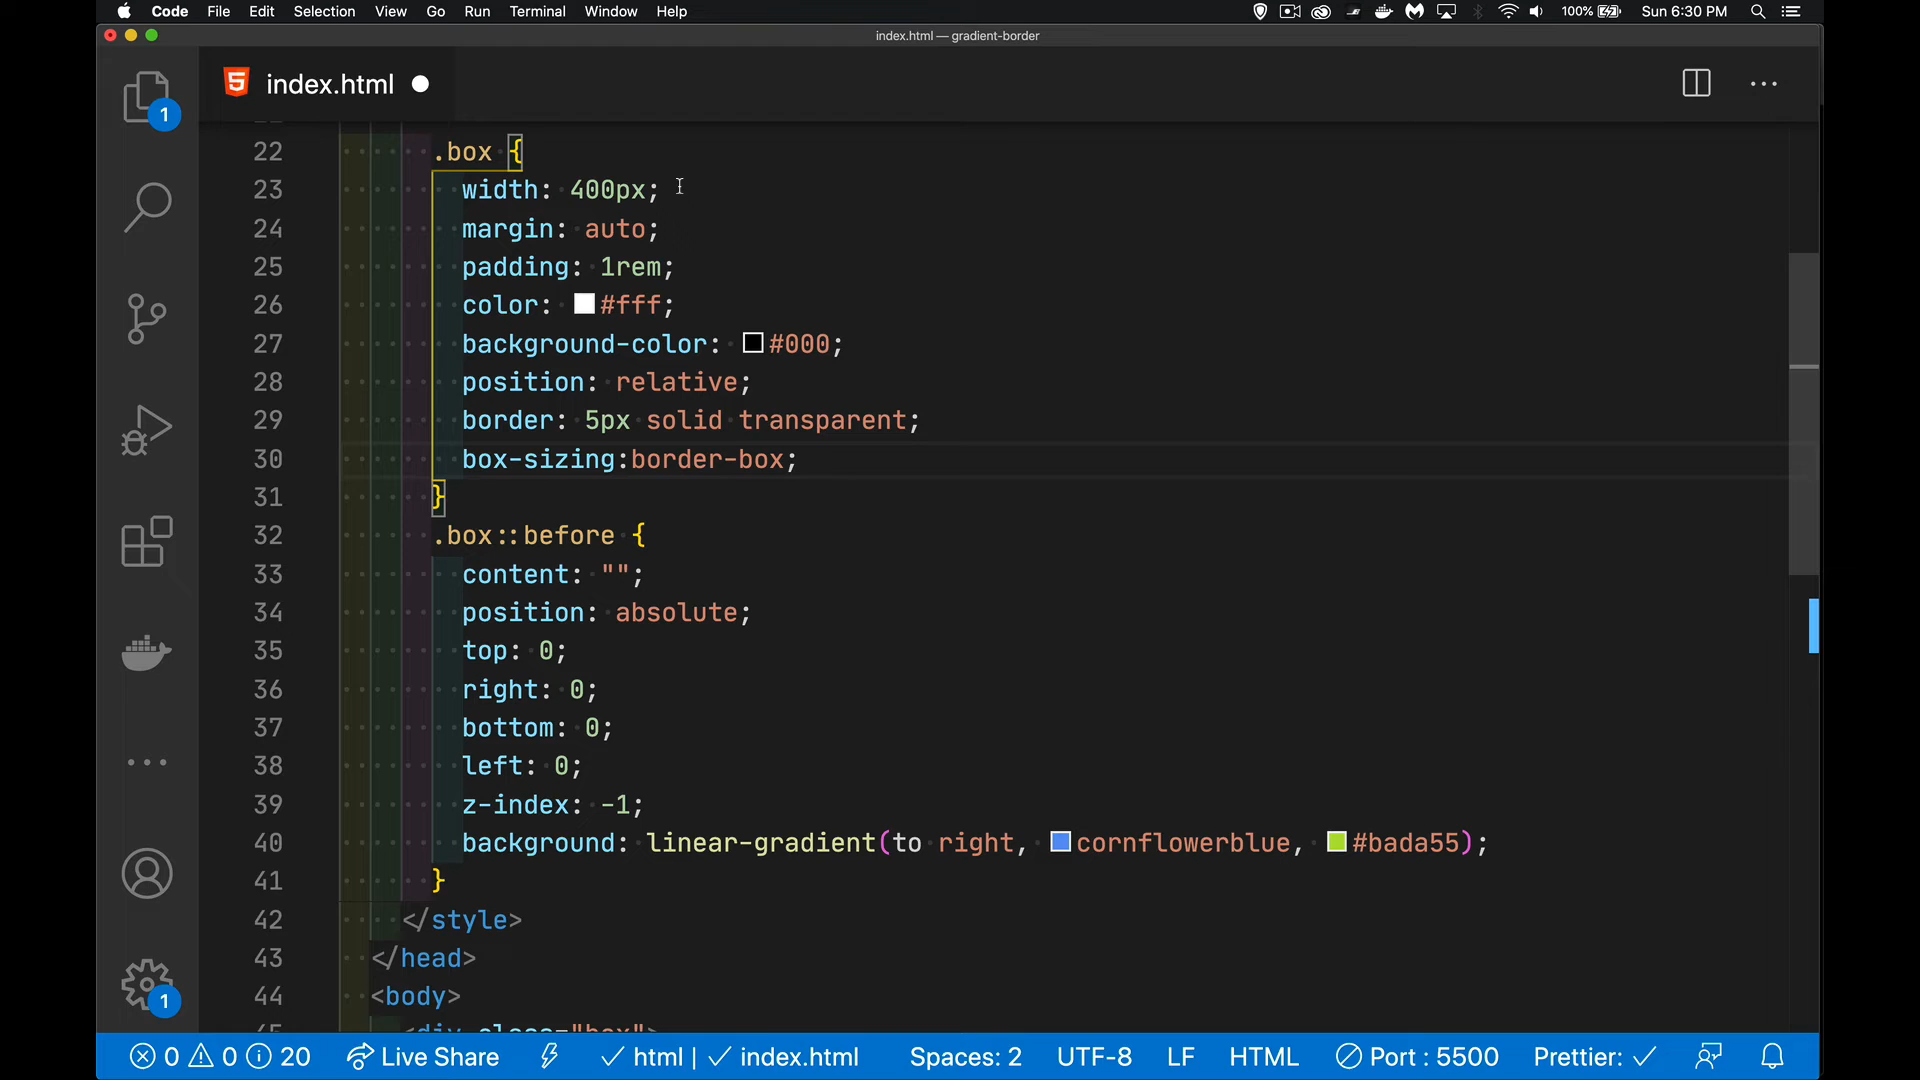 Code File Edit Selection View Go Run Terminal Window Help 100% Sun 6:30 PM
index.html — gradient-border
index.html
1
22 .box {
23 width: 400px;
24 margin: auto;
25 padding: 1rem;
26 color: #fff;
27 background-color: #000;
28 position: relative;
29 border: 5px solid transparent;
30 box-sizing:border-box;
31 }
32 .box::before {
33 content: "";
34 position: absolute;
35 top: 0;
36 right: 0;
37 bottom: 0;
38 left: 0;
39 z-index: -1;
40 background: linear-gradient(to right, cornflowerblue, #bada55);
41 }
42 </style>
43 </head>
44 <body>
45 <div class="box">
1
0 0 20 Live Share html | index.html Spaces: 2 UTF-8 LF HTML Port : 5500 Prettier: